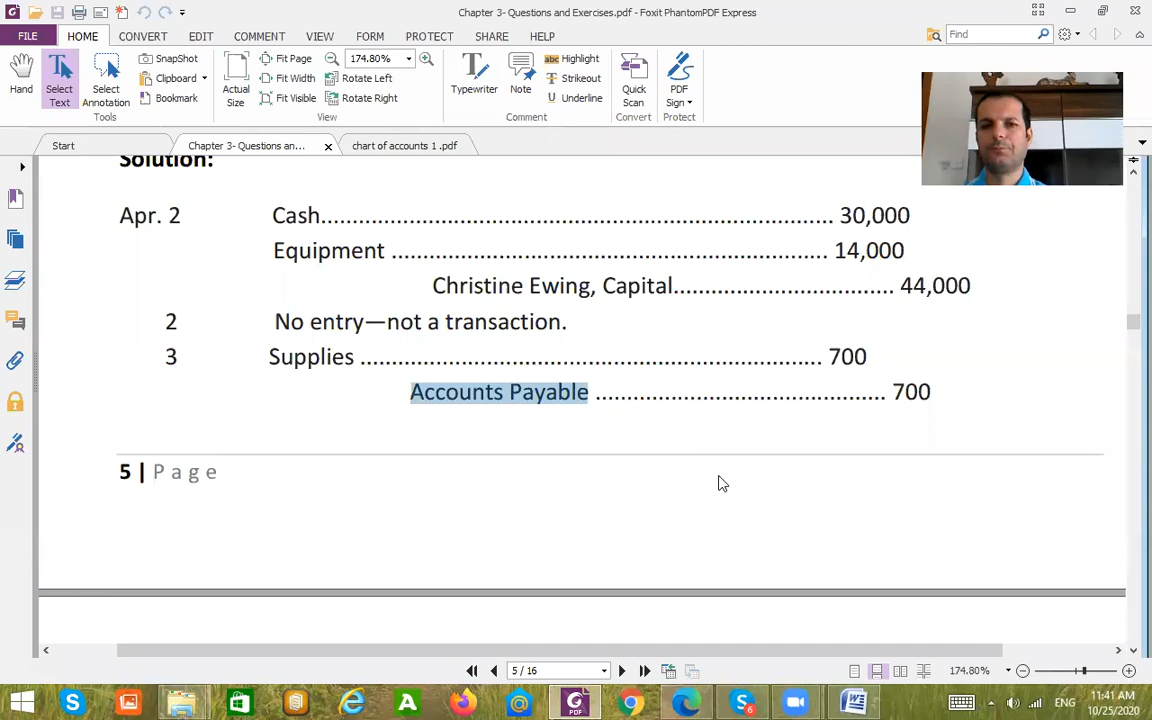 Chapter 3- Questions and Exercises.pdf - Foxit PhantomPDF Express
FILE HOME CONVERT EDIT COMMENT VIEW FORM PROTECT SHARE HELP
Find
Hand
Select Text
Select Annotation
SnapShot
Clipboard
Bookmark
Tools
Actual Size
Fit Page
Fit Width
Fit Visible
174.80%
Rotate Left
Rotate Right
View
Typewriter
Note
Highlight
Strikeout
Underline
Comment
Quick Scan
Convert
PDF Sign
Protect
Start
Chapter 3- Questions an...
chart of accounts 1 .pdf
Solution:
Apr. 2 Cash.................................................................................. 30,000
Equipment ...................................................................... 14,000
Christine Ewing, Capital................................... 44,000
2 No entry—not a transaction.
3 Supplies .......................................................................... 700
Accounts Payable .............................................. 700
5 | Page
5 / 16
174.80%
ENG
11:41 AM
10/25/2020